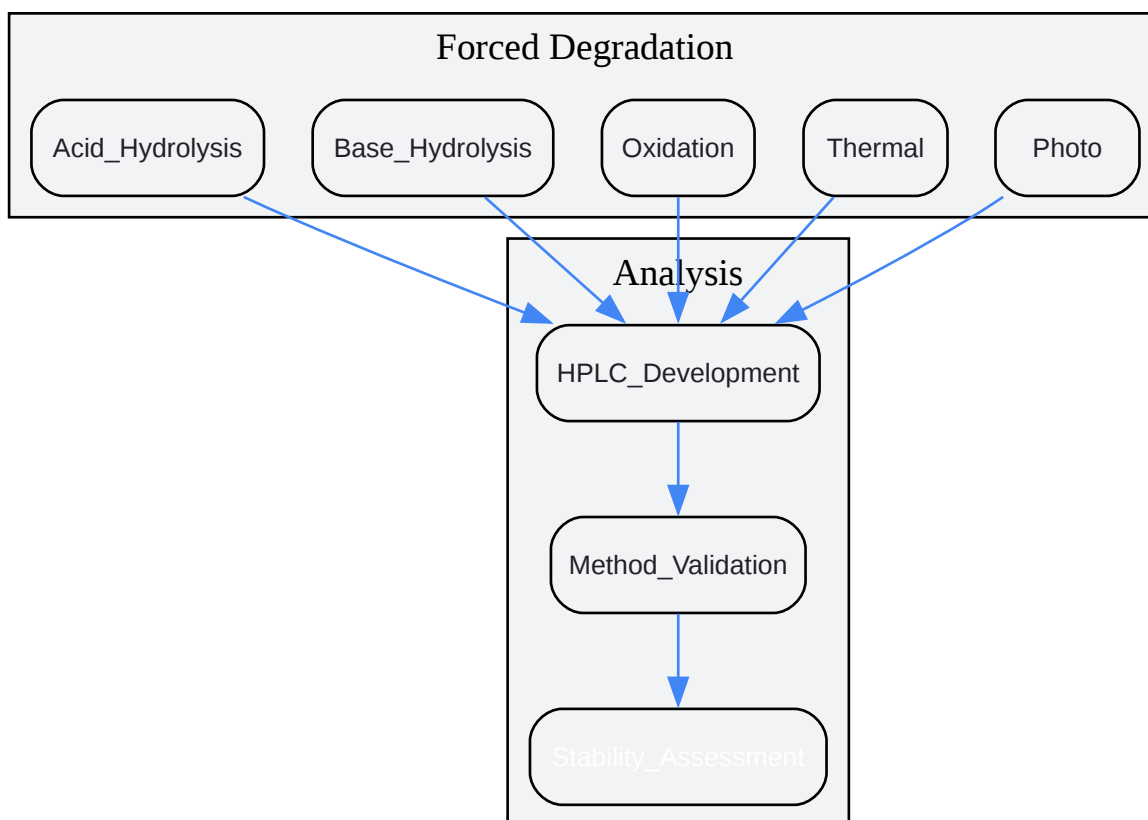 Forced Degradation
Acid_Hydrolysis
Base_Hydrolysis
Oxidation
Thermal
Photo
Analysis
HPLC_Development
Method_Validation
Stability_Assessment